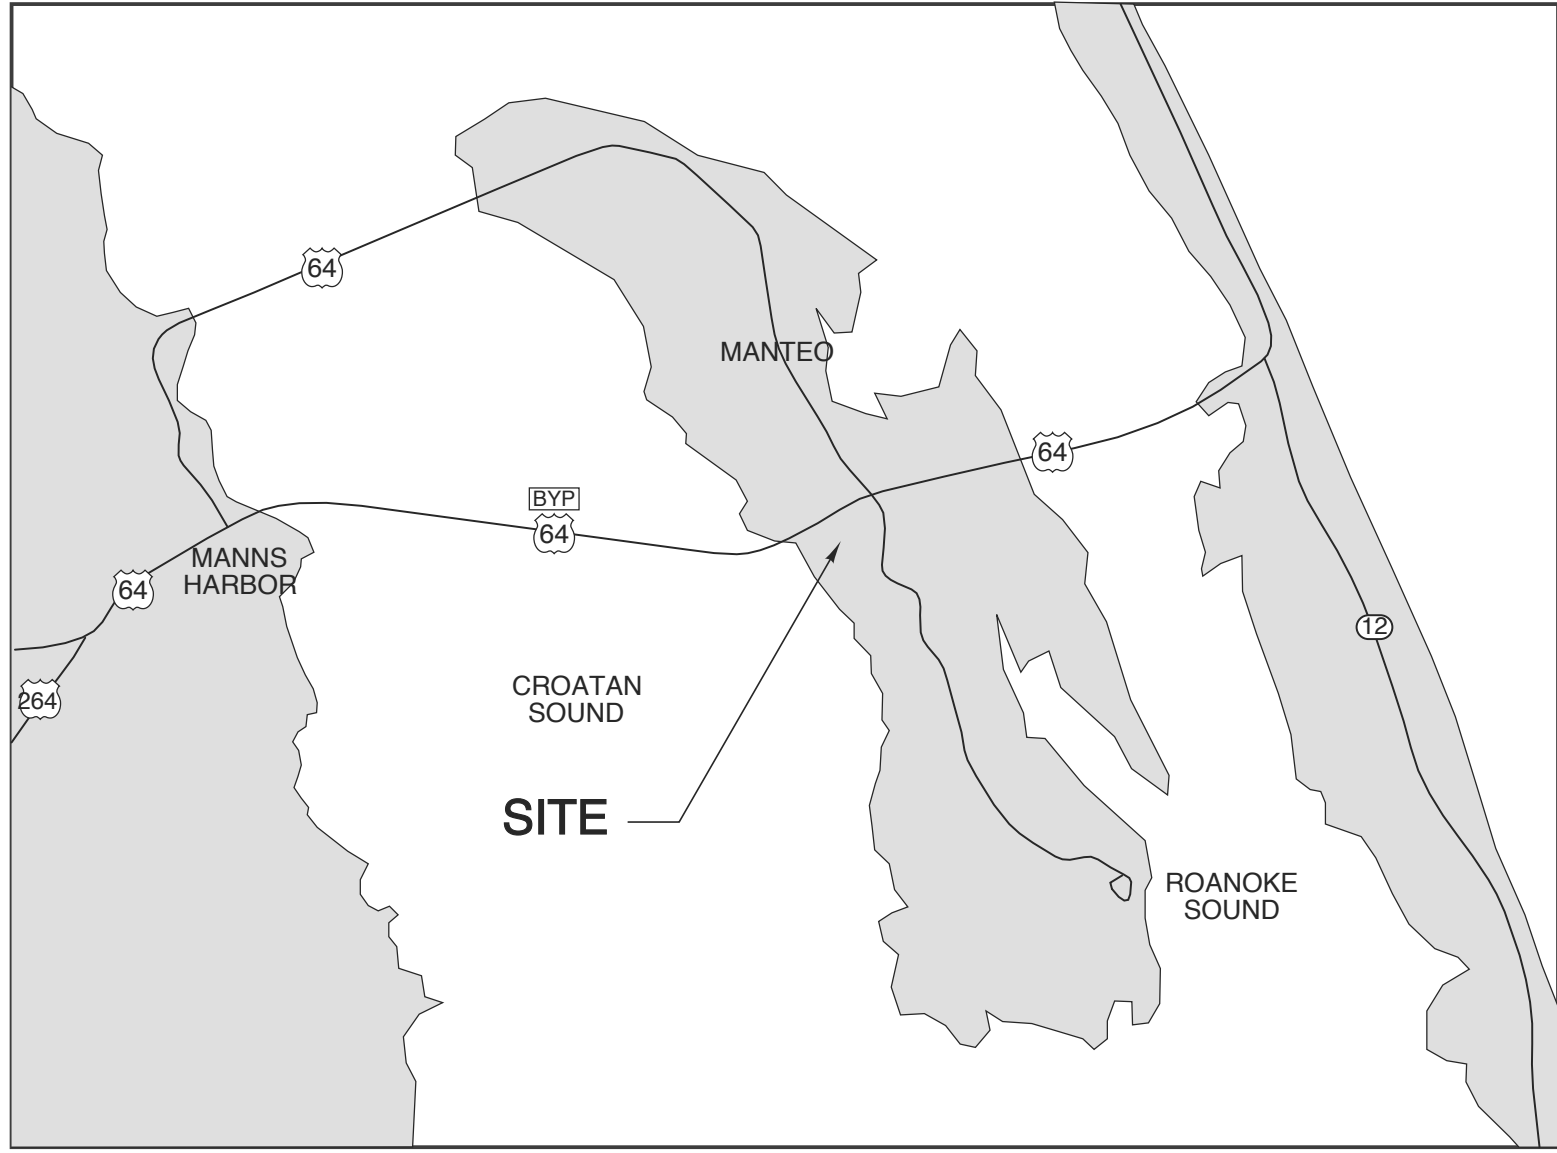 64
MANTEO
64
BYP
64
MANNS
HARBOR
64
12
264
CROATAN
SOUND
SITE
ROANOKE
SOUND